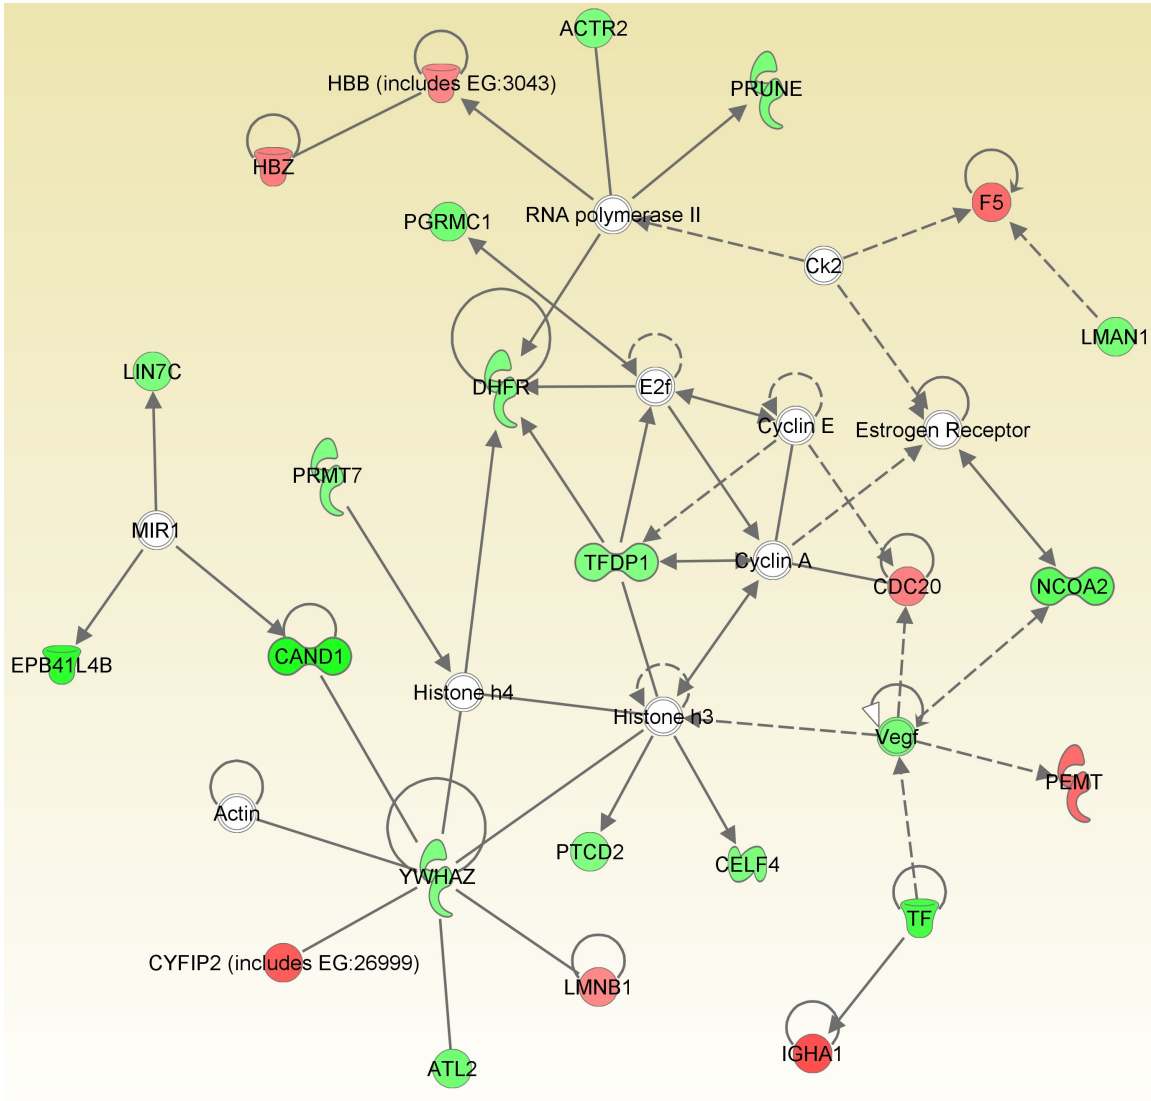 ACTR2
HBB (includes EG:3043)
PRUNE
HBZ
F5
RNA polymerase II
PGRMC1
Ck2
LMAN1
LIN7C
DHFR
E2f
Cyclin E
Estrogen Receptor
PRMT7
MIR1
TFDP1
Cyclin A
CDC20
NCOA2
CAND1
EPB41L4B
Histone h4
Histone h3
Vegf
PEMT
Actin
PTCD2
CELF4
YWHAZ
TF
CYFIP2 (includes EG:26999)
LMNB1
IGHA1
ATL2